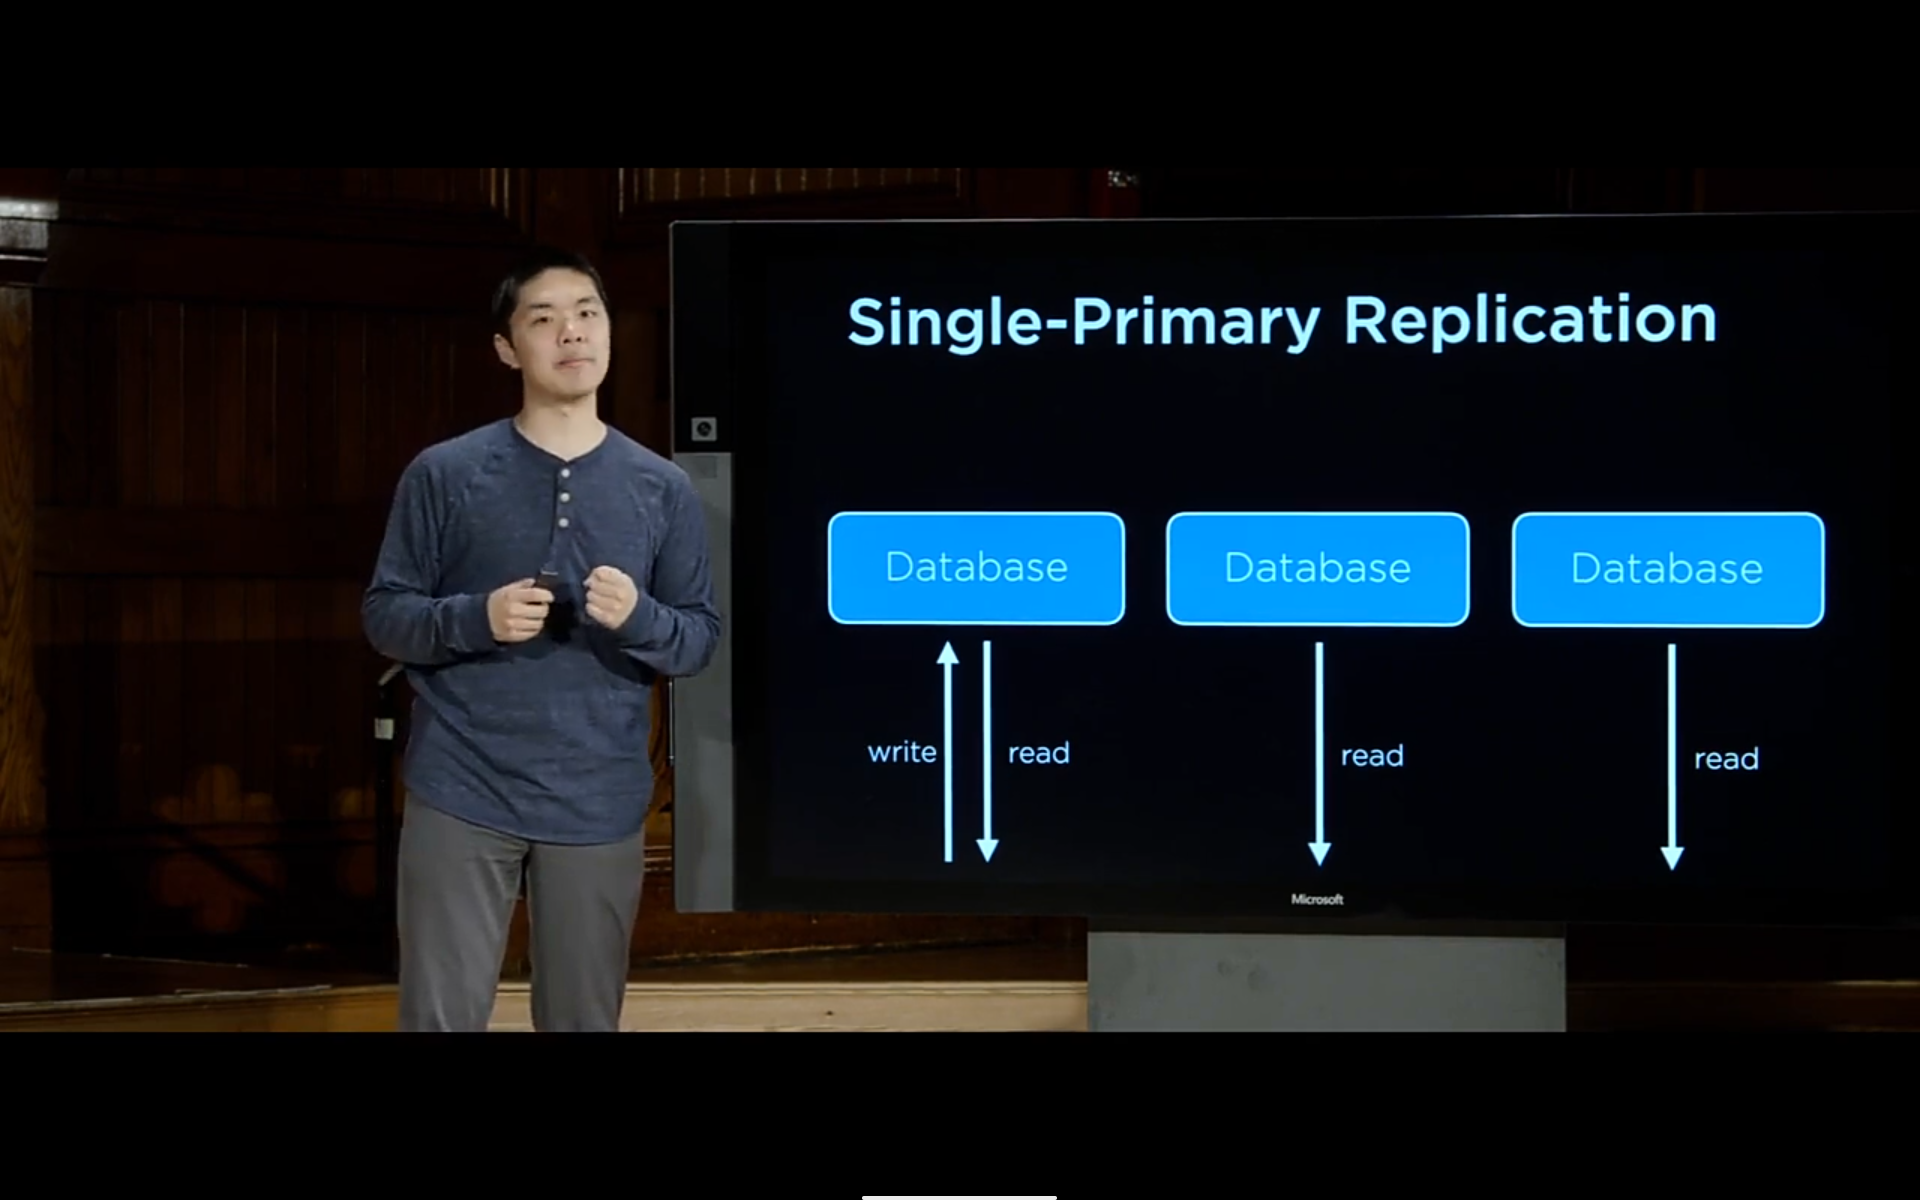 Single-Primary Replication
Database Database Database
write read read read
Microsoft